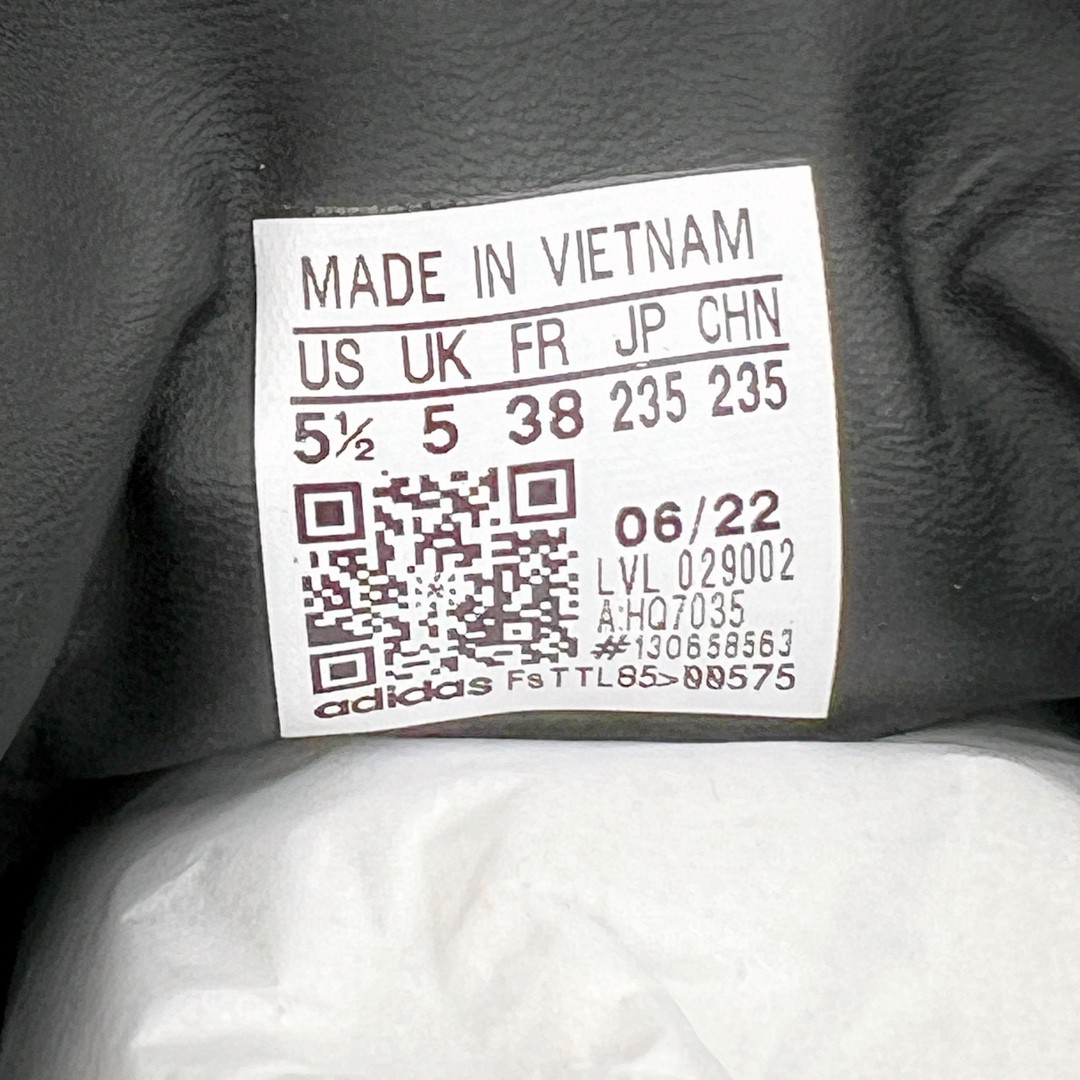 MADE IN VIETNAM
US UK FR JP CHN
5½ 5 38 235 235
06/22
LVL 029002
A:HQ7035
#130658563
adidas FsTTL85>00575